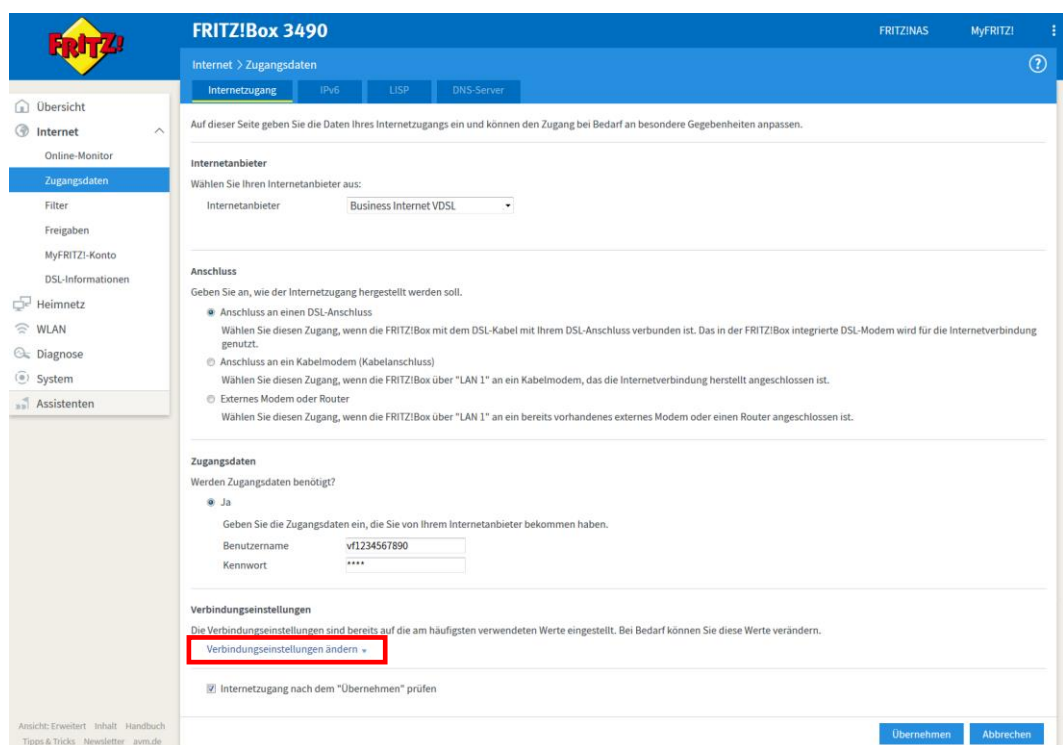 FRITZ!
FRITZ!Box 3490
FRITZ!NAS
MyFRITZ!
Internet > Zugangsdaten
?
Internetzugang
IPv6
LISP
DNS-Server
Übersicht
Internet
Online-Monitor
Zugangsdaten
Filter
Freigaben
MyFRITZ!-Konto
DSL-Informationen
Heimnetz
WLAN
Diagnose
System
Assistenten
Auf dieser Seite geben Sie die Daten Ihres Internetzugangs ein und können den Zugang bei Bedarf an besondere Gegebenheiten anpassen.
Internetanbieter
Wählen Sie Ihren Internetanbieter aus:
Internetanbieter Business Internet VDSL
Anschluss
Geben Sie an, wie der Internetzugang hergestellt werden soll.
Anschluss an einen DSL-Anschluss
Wählen Sie diesen Zugang, wenn die FRITZ!Box mit dem DSL-Kabel mit Ihrem DSL-Anschluss verbunden ist. Das in der FRITZ!Box integrierte DSL-Modem wird für die Internetverbindung
genutzt.
Anschluss an ein Kabelmodem (Kabelanschluss)
Wählen Sie diesen Zugang, wenn die FRITZ!Box über "LAN 1" an ein Kabelmodem, das die Internetverbindung herstellt angeschlossen ist.
Externes Modem oder Router
Wählen Sie diesen Zugang, wenn die FRITZ!Box über "LAN 1" an ein bereits vorhandenes externes Modem oder einen Router angeschlossen ist.
Zugangsdaten
Werden Zugangsdaten benötigt?
Ja
Geben Sie die Zugangsdaten ein, die Sie von Ihrem Internetanbieter bekommen haben.
Benutzername vf1234567890
Kennwort ****
Verbindungseinstellungen
Die Verbindungseinstellungen sind bereits auf die am häufigsten verwendeten Werte eingestellt. Bei Bedarf können Sie diese Werte verändern.
Verbindungseinstellungen ändern
Internetzugang nach dem "Übernehmen" prüfen
Ansicht: Erweitert Inhalt Handbuch
Tipps & Tricks Newsletter avm.de
Übernehmen
Abbrechen